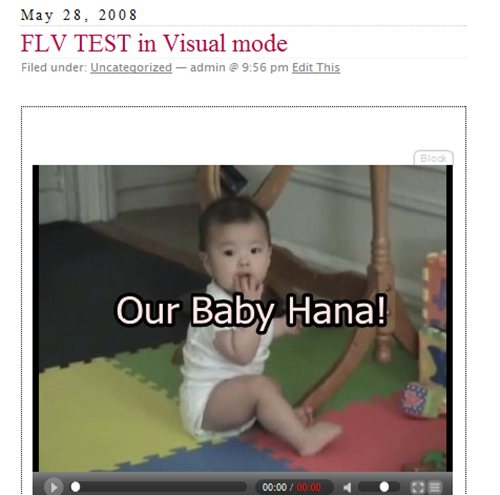 May 28, 2008
FLV TEST in Visual mode
Filed under: Uncategorized — admin @ 9:56 pm Edit This
Block
Our Baby Hana!
00:00 / 00:00